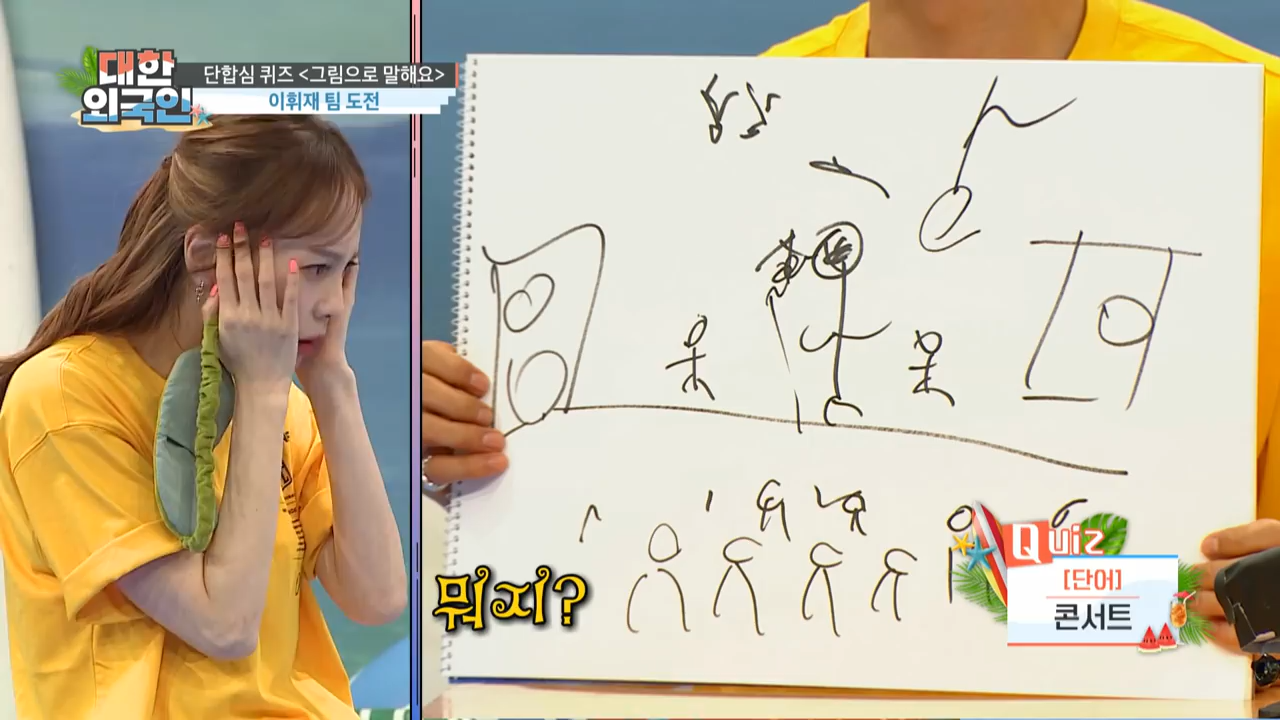 대한
외국인
단합심 퀴즈 <그림으로 말해요>
이휘재 팀 도전
뭐지?
Quiz
[단어]
콘서트